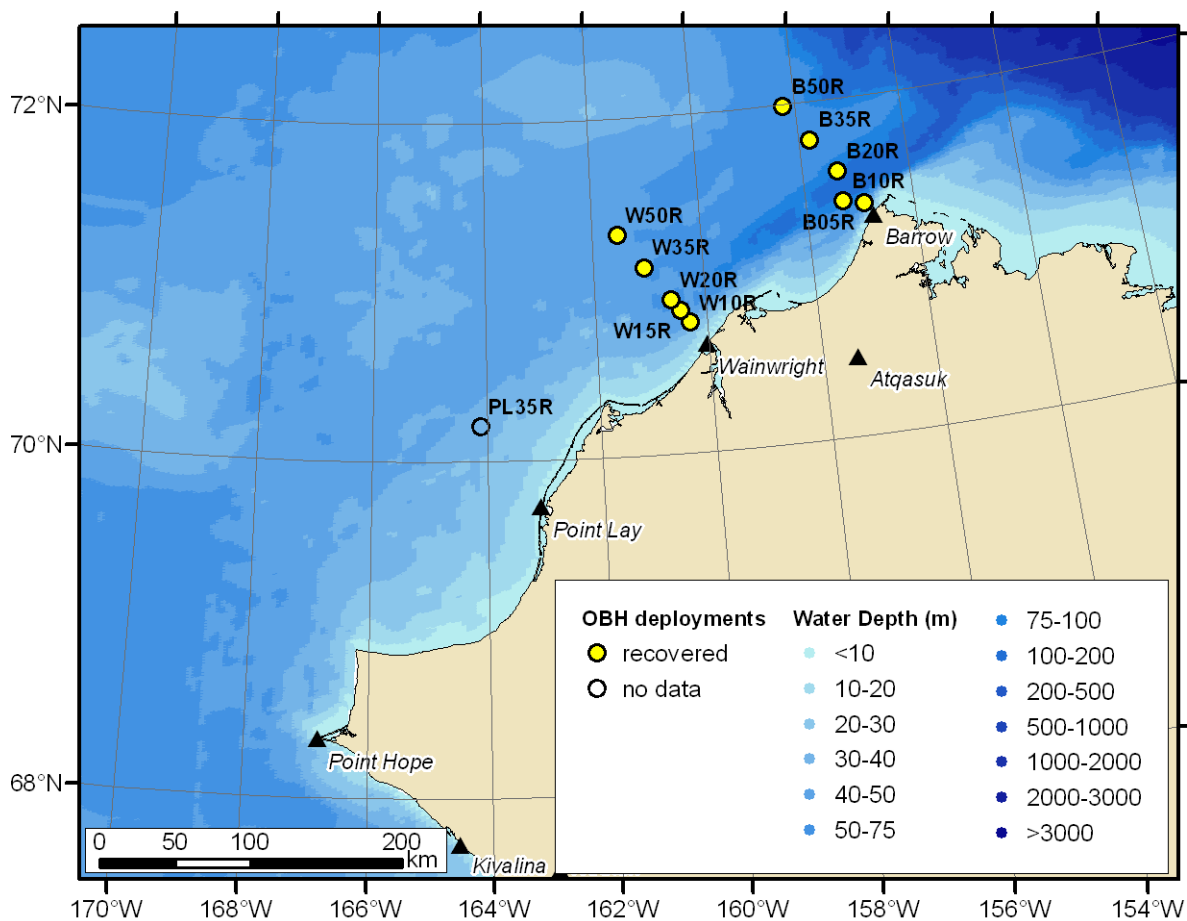 72°N
70°N
68°N
B50R
B35R
B20R
B10R
B05R
Barrow
W50R
W35R
W20R
W10R
W15R
Wainwright
Atqasuk
PL35R
Point Lay
Point Hope
Kivalina
OBH deployments
recovered
no data
Water Depth (m)
<10
10-20
20-30
30-40
40-50
50-75
75-100
100-200
200-500
500-1000
1000-2000
2000-3000
>3000
0 50 100 200
km
170°W 168°W 166°W 164°W 162°W 160°W 158°W 156°W 154°W